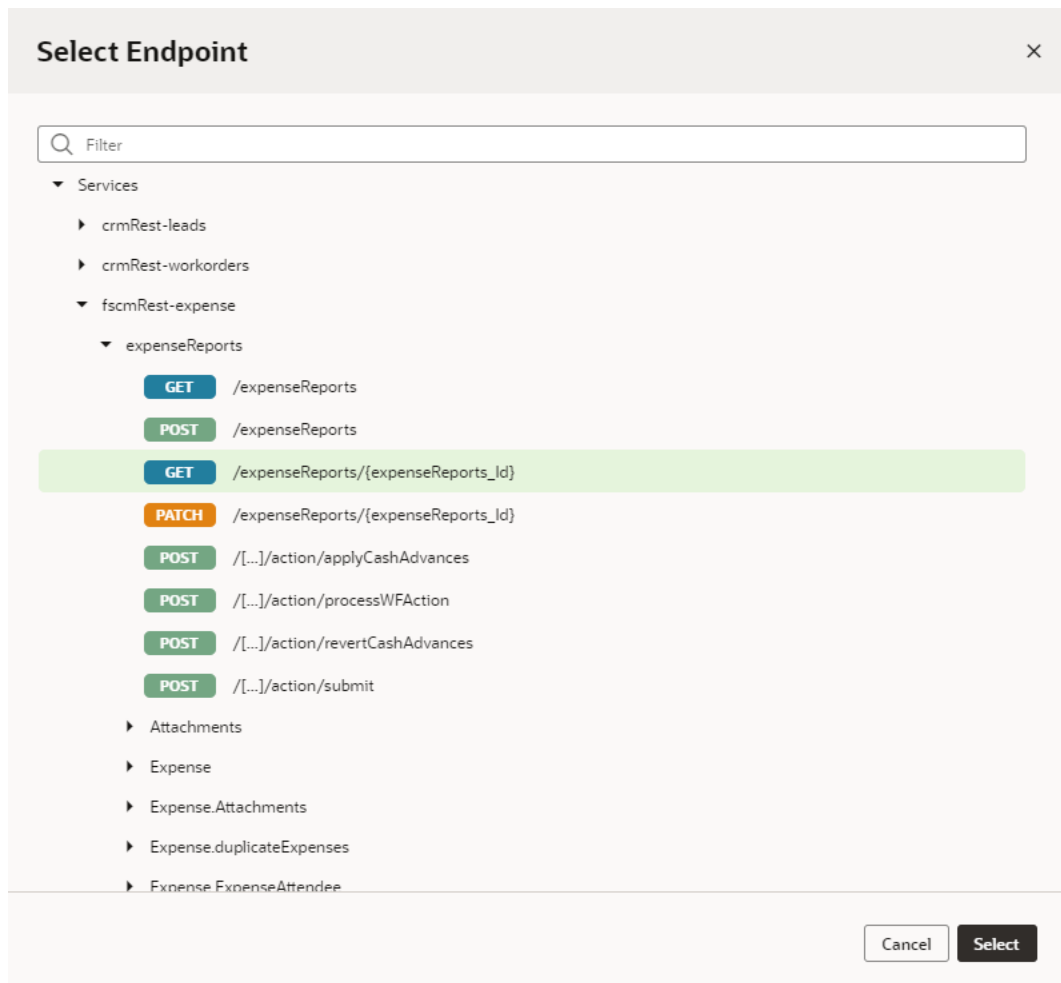 Select Endpoint
Filter
Services
crmRest-leads
crmRest-workorders
fscmRest-expense
expenseReports
GET /expenseReports
POST /expenseReports
GET /expenseReports/{expenseReports_Id}
PATCH /expenseReports/{expenseReports_Id}
POST /[...]/action/applyCashAdvances
POST /[...]/action/processWFAction
POST /[...]/action/revertCashAdvances
POST /[...]/action/submit
Attachments
Expense
Expense.Attachments
Expense.duplicateExpenses
Expense.ExpenseAttendee
Cancel Select